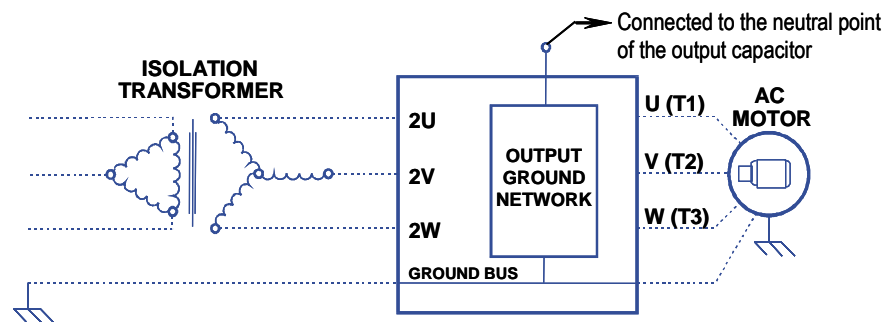 Connected to the neutral point
of the output capacitor
ISOLATION
TRANSFORMER
2U
2V
2W
OUTPUT
GROUND
NETWORK
GROUND BUS
U (T1)
V (T2)
W (T3)
AC
MOTOR